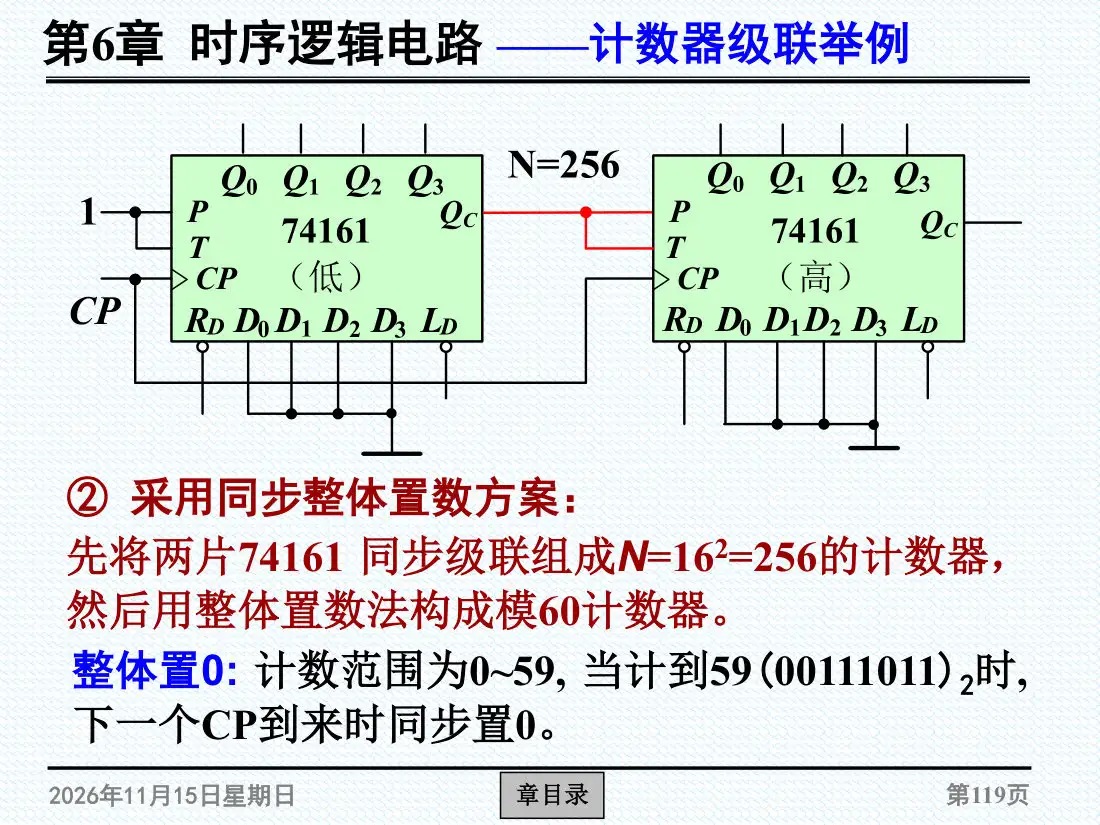 第6章 时序逻辑电路 ——计数器级联举例
Q0 Q1 Q2 Q3
N=256
Q0 Q1 Q2 Q3
1
P
74161
QC
P
74161
QC
T
T
CP
（低）
CP
（高）
CP
RD D0 D1 D2 D3 LD
RD D0 D1 D2 D3 LD
② 采用同步整体置数方案：
先将两片74161 同步级联组成N=16²=256的计数器，
然后用整体置数法构成模60计数器。
整体置0: 计数范围为0~59, 当计到59(00111011)₂时,
下一个CP到来时同步置0。
2026年11月15日星期日
章目录
第119页